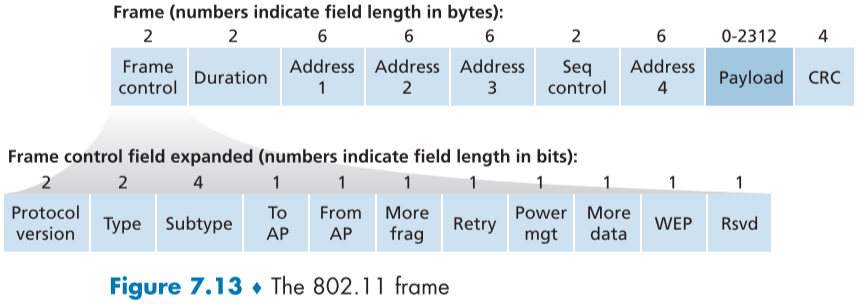 Frame (numbers indicate field length in bytes):
2 2 6 6 6 2 6 0-2312 4
Frame control Duration Address 1 Address 2 Address 3 Seq control Address 4 Payload CRC
Frame control field expanded (numbers indicate field length in bits):
2 2 4 1 1 1 1 1 1 1 1
Protocol version Type Subtype To AP From AP More frag Retry Power mgt More data WEP Rsvd
Figure 7.13 ♦ The 802.11 frame